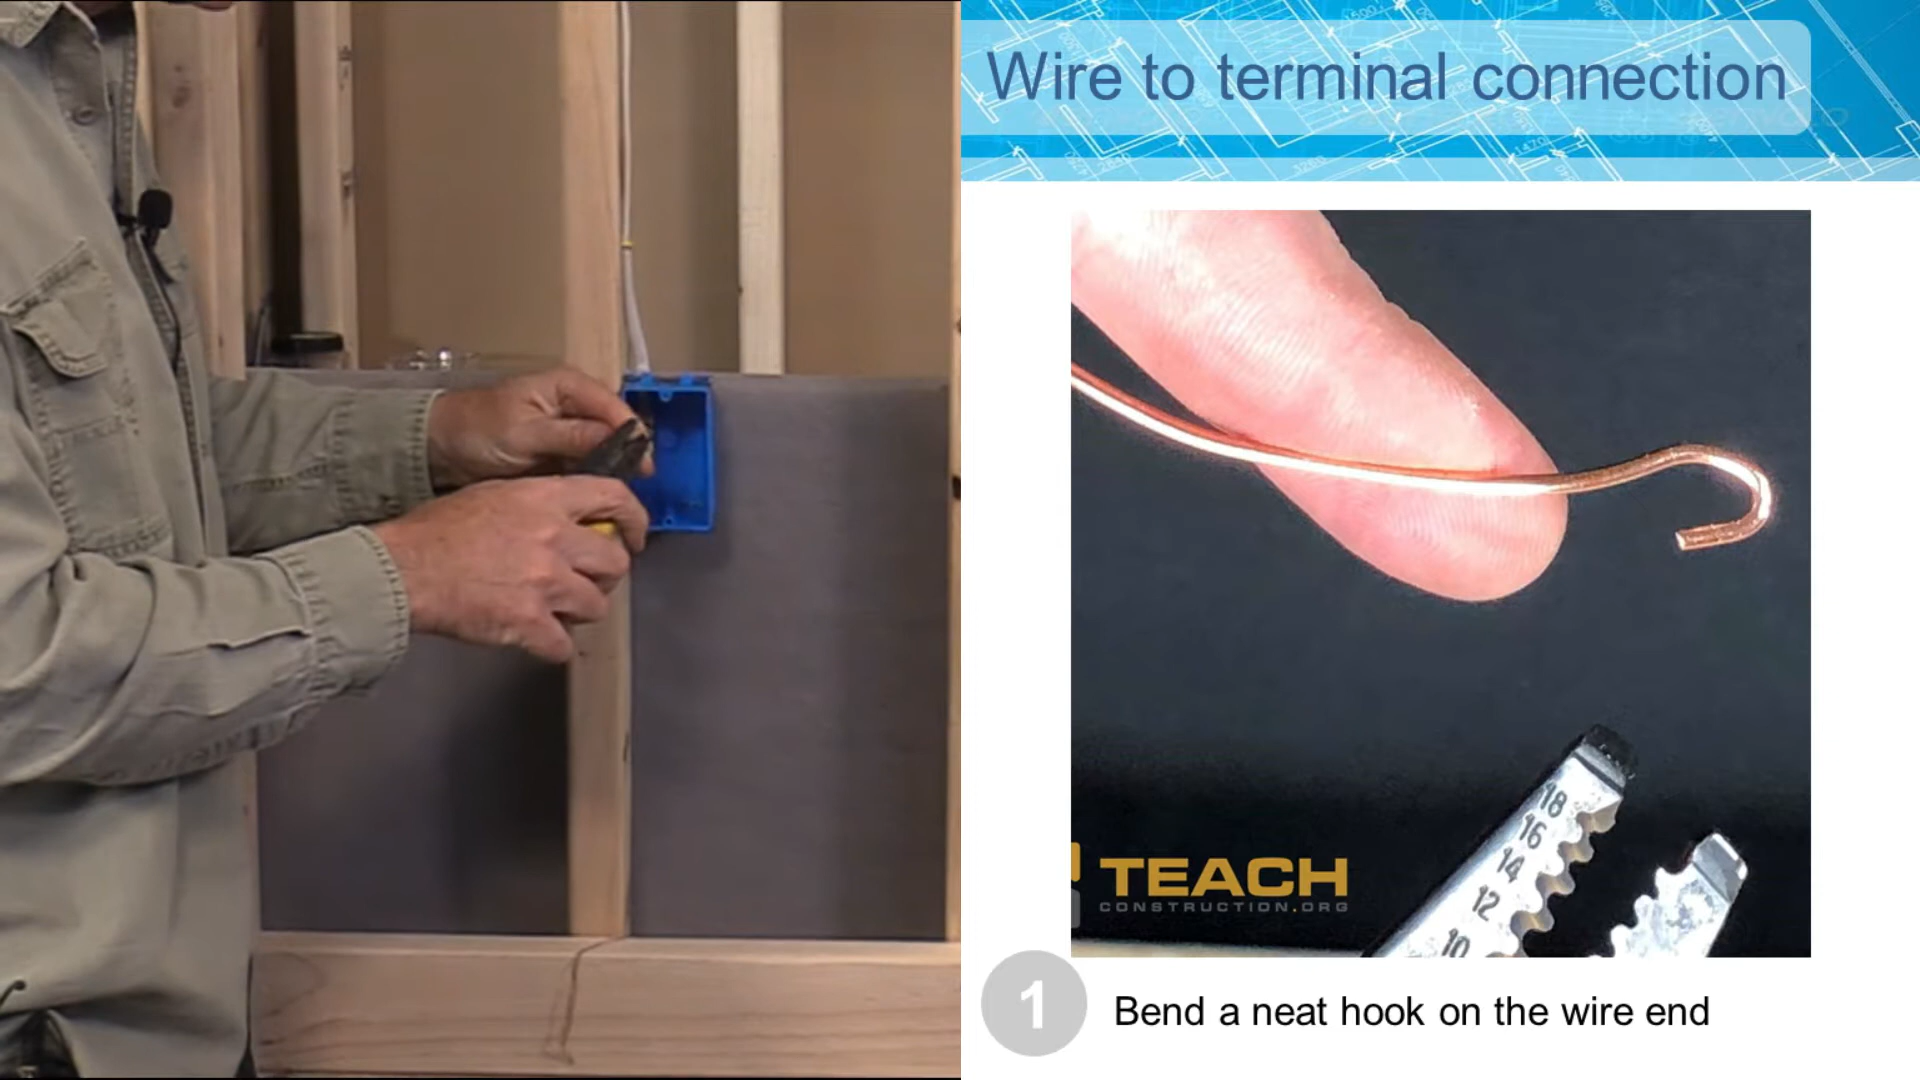 Wire to terminal connection
18
16
14
12
10
TEACH
CONSTRUCTION.ORG
1
Bend a neat hook on the wire end